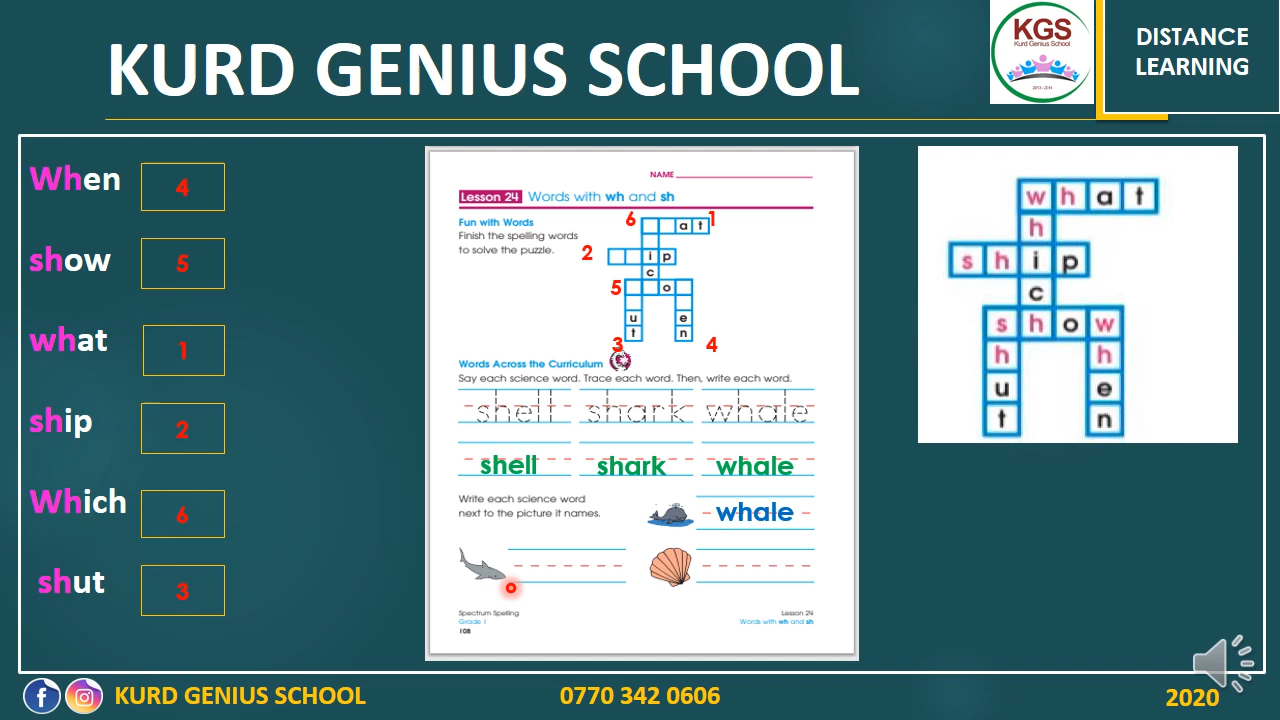 KURD GENIUS SCHOOL
KGS
Kurd Genius School
DISTANCE
LEARNING
When 4
show 5
what 1
ship 2
Which 6
shut 3
NAME
Lesson 24 Words with wh and sh
Fun with Words
Finish the spelling words
to solve the puzzle.
6 a t 1
2 i p
c
5 o
u e
t n
3 4
Words Across the Curriculum
Say each science word. Trace each word. Then, write each word.
shell shark whale
shell shark whale
Write each science word
next to the picture it names.
whale
Spectrum Spelling
Grade 1
108
Lesson 24
Words with wh and sh
w h a t
h
s h i p
c
s h o w
h h
u e
t n
KURD GENIUS SCHOOL
0770 342 0606
2020